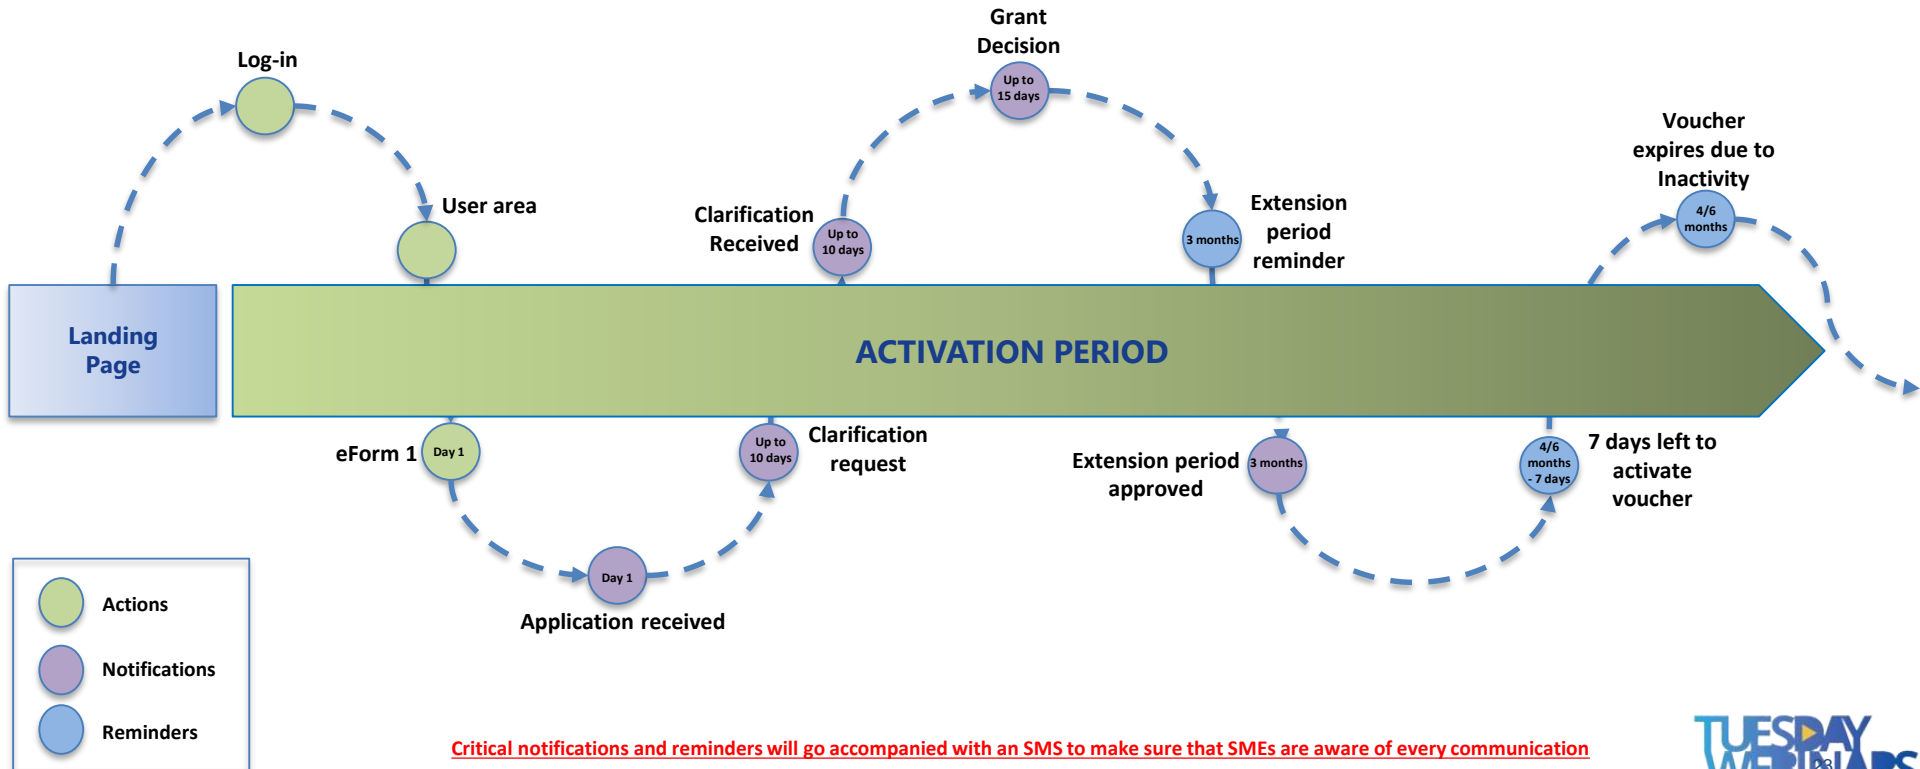 Grant
Decision
Log-in
Up to
15 days
Voucher
expires due to
Inactivity
User area
Clarification
Received
Up to
10 days
3 months
Extension
period
reminder
4/6
months
Landing
Page
ACTIVATION PERIOD
eForm 1
Day 1
Up to
10 days
Clarification
request
Extension period
approved
3 months
4/6
months
- 7 days
7 days left to
activate
voucher
Day 1
Application received
Actions
Notifications
Reminders
Critical notifications and reminders will go accompanied with an SMS to make sure that SMEs are aware of every communication
TUESDAY
WEBINARS
23